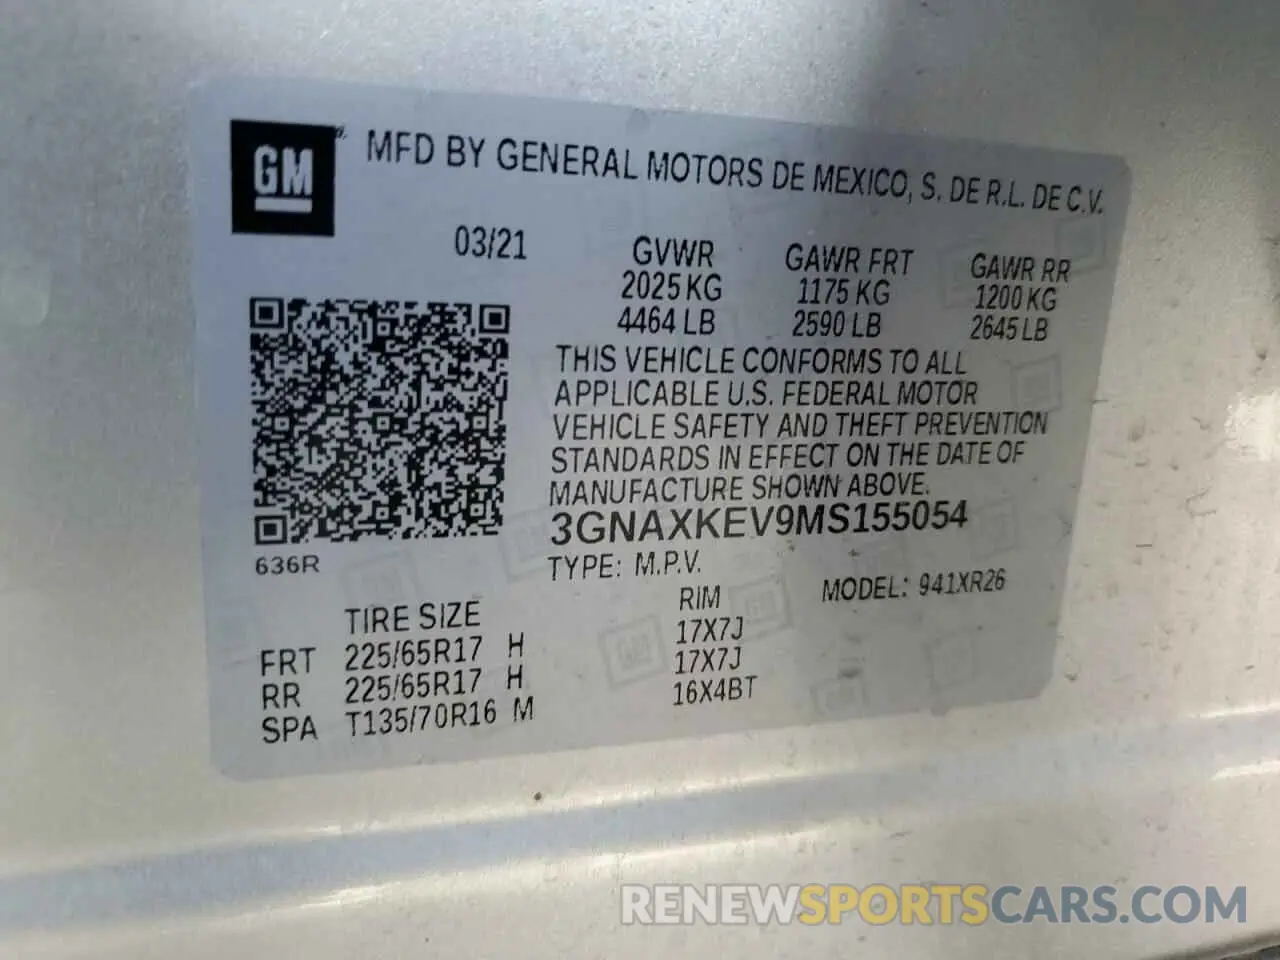 GM
MFD BY GENERAL MOTORS DE MEXICO, S. DE R.L. DE C.V.
03/21
GVWR GAWR FRT GAWR RR
2025 KG 1175 KG 1200 KG
4464 LB 2590 LB 2645 LB
THIS VEHICLE CONFORMS TO ALL
APPLICABLE U.S. FEDERAL MOTOR
VEHICLE SAFETY AND THEFT PREVENTION
STANDARDS IN EFFECT ON THE DATE OF
MANUFACTURE SHOWN ABOVE.
3GNAXKEV9MS155054
636R
TYPE: M.P.V.
MODEL: 941XR26
TIRE SIZE RIM
FRT 225/65R17 H 17X7J
RR 225/65R17 H 17X7J
SPA T135/70R16 M 16X4BT
RENEWSPORTSCARS.COM